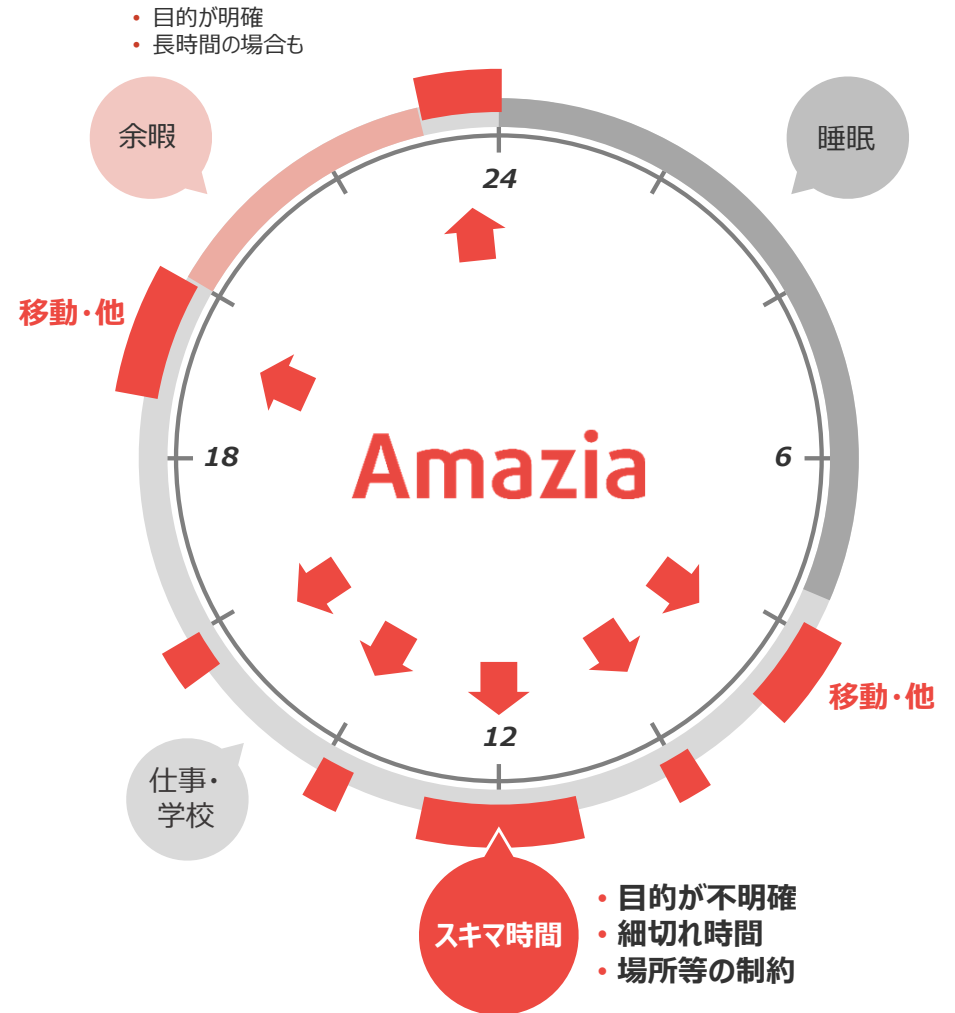 • 目的が明確
• 長時間の場合も
余暇
睡眠
24
移動・他
18
Amazia
6
移動・他
12
仕事・
学校
スキマ時間
• 目的が不明確
• 細切れ時間
• 場所等の制約